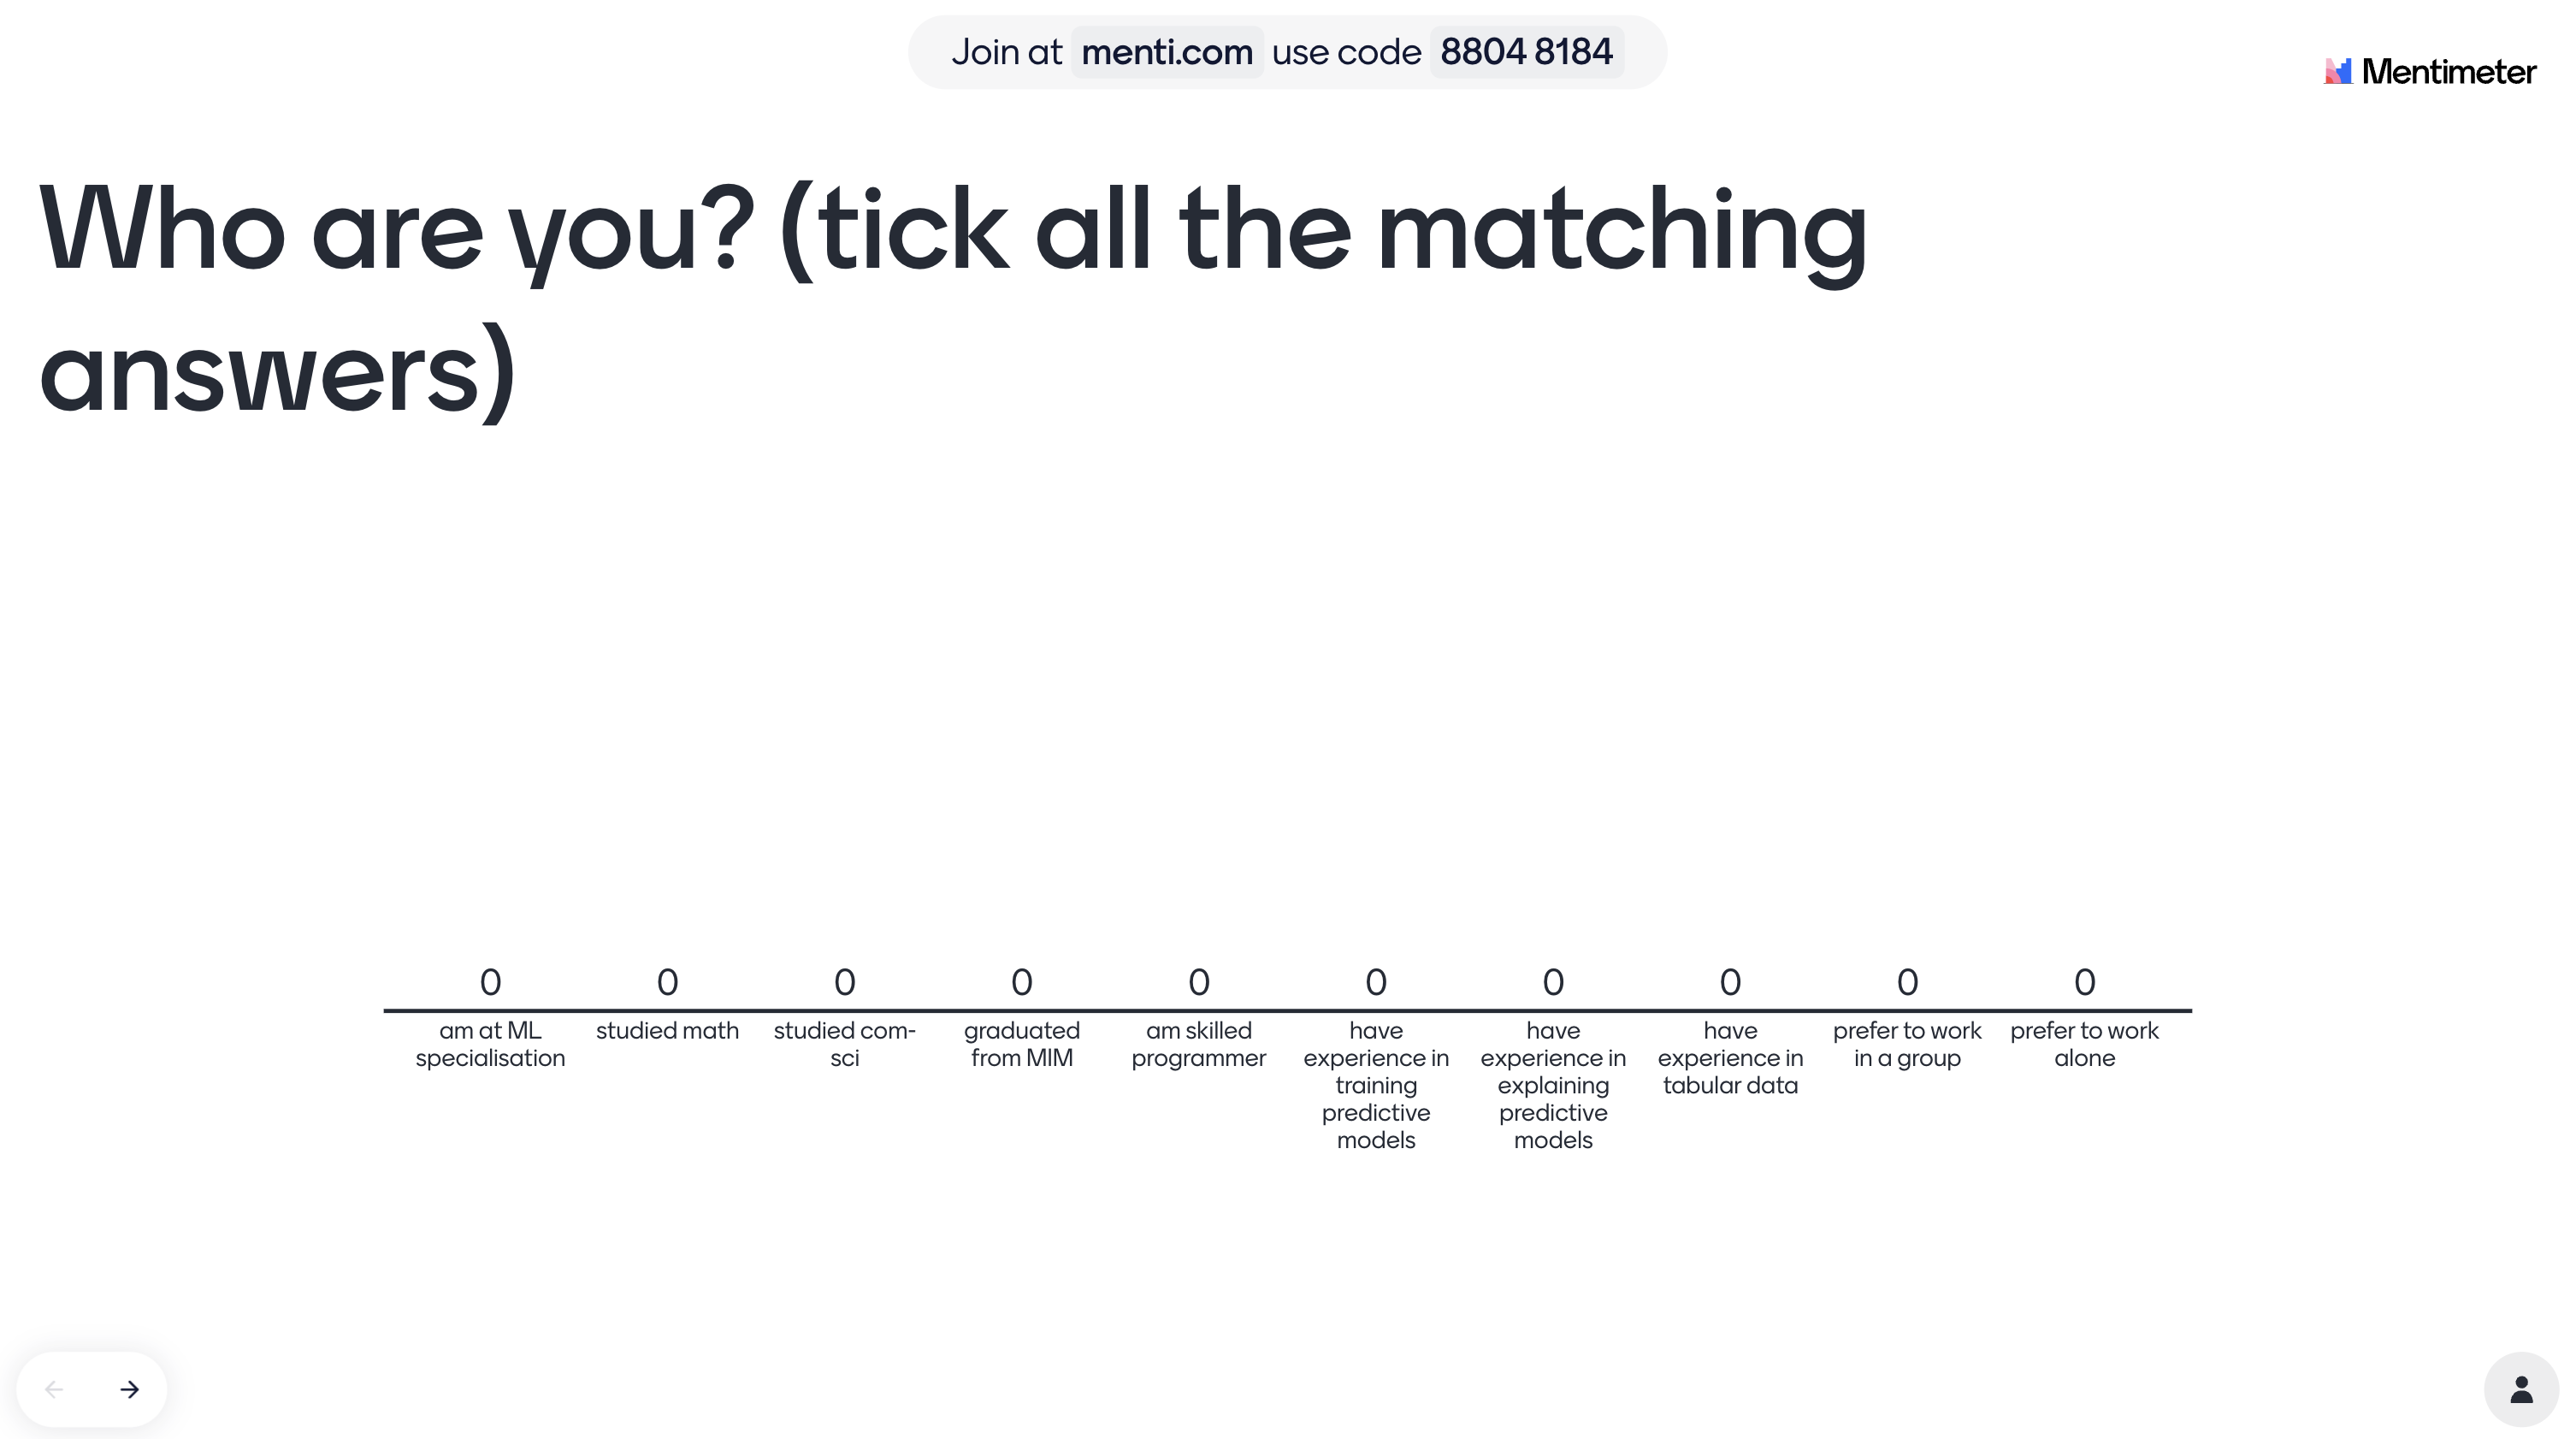 Join at menti.com use code 8804 8184
Mentimeter
Who are you? (tick all the matching
answers)
0 0 0 0 0 0 0 0 0 0
am at ML
specialisation
studied math
studied com-
sci
graduated
from MIM
am skilled
programmer
have
experience in
training
predictive
models
have
experience in
explaining
predictive
models
have
experience in
tabular data
prefer to work
in a group
prefer to work
alone